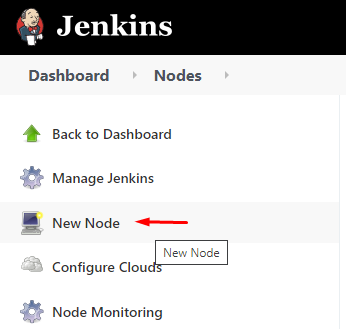 Jenkins
Dashboard Nodes
Back to Dashboard
Manage Jenkins
New Node
New Node
Configure Clouds
Node Monitoring